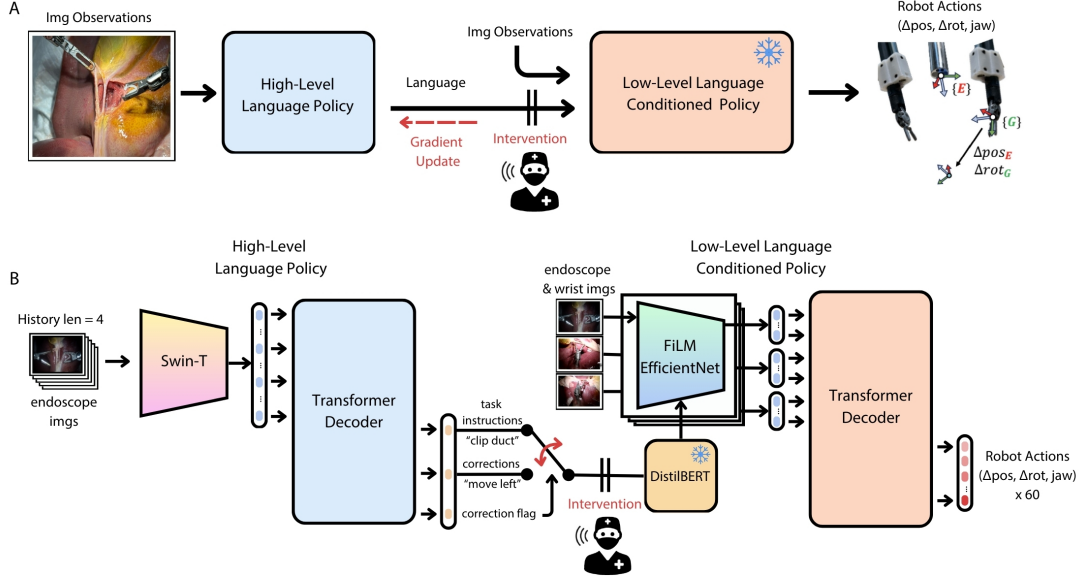 A
Img Observations
High-Level
Language Policy
Language
Gradient
Update
Img Observations
Intervention
Low-Level Language
Conditioned Policy
Robot Actions
(Δpos, Δrot, jaw)
{E}
{G}
Δpos_E
Δrot_G
B
High-Level
Language Policy
History len = 4
endoscope
imgs
Swin-T
Transformer
Decoder
task
instructions
“clip duct”
corrections
“move left”
correction flag
Intervention
Low-Level Language
Conditioned Policy
endoscope
& wrist imgs
FiLM
EfficientNet
DistilBERT
Transformer
Decoder
Robot Actions
(Δpos, Δrot, jaw)
x 60